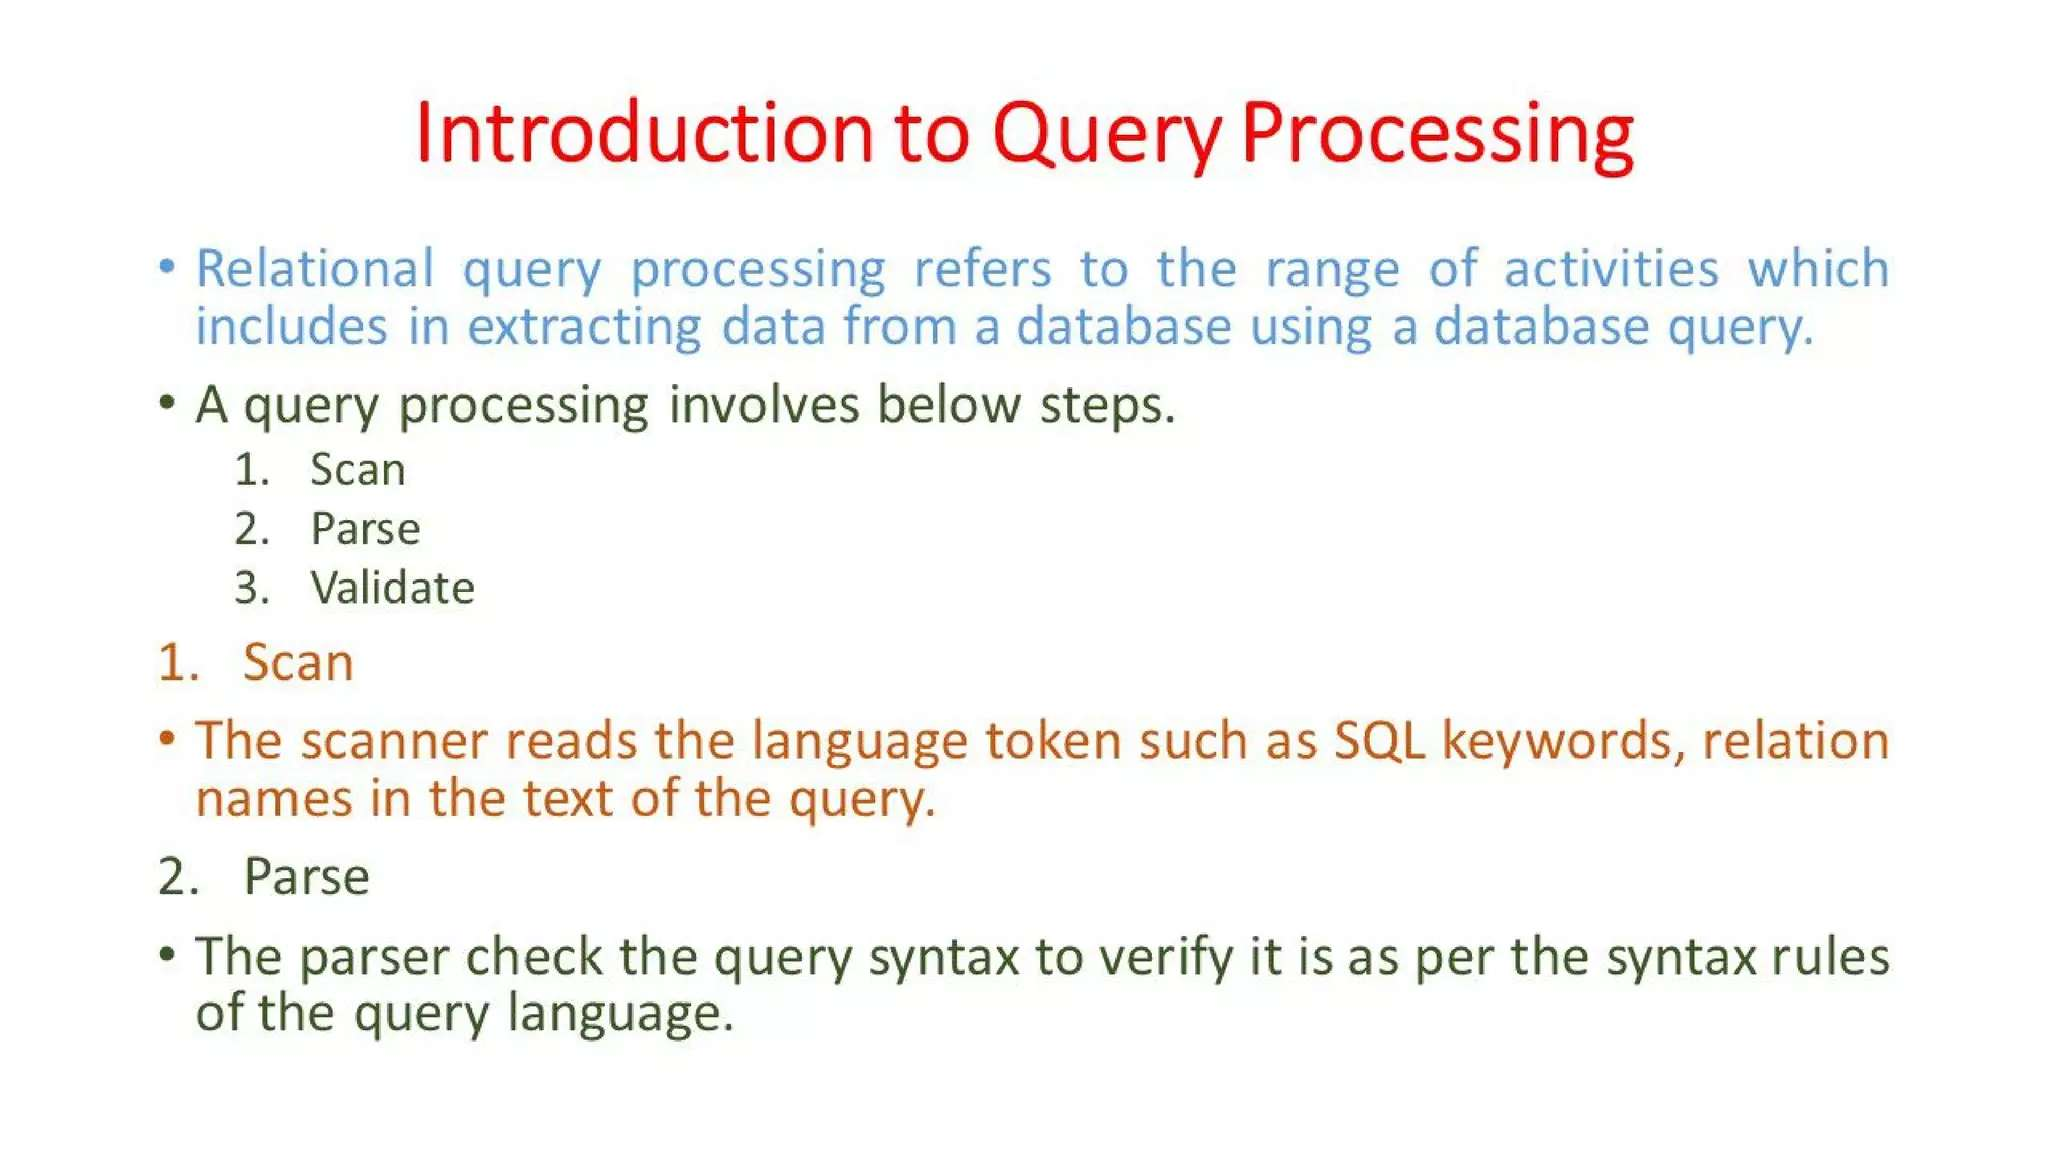 Introduction to Query Processing
• Relational query processing refers to the range of activities which
includes in extracting data from a database using a database query.
• A query processing involves below steps.
1. Scan
2. Parse
3. Validate
1. Scan
• The scanner reads the language token such as SQL keywords, relation
names in the text of the query.
2. Parse
• The parser check the query syntax to verify it is as per the syntax rules
of the query language.